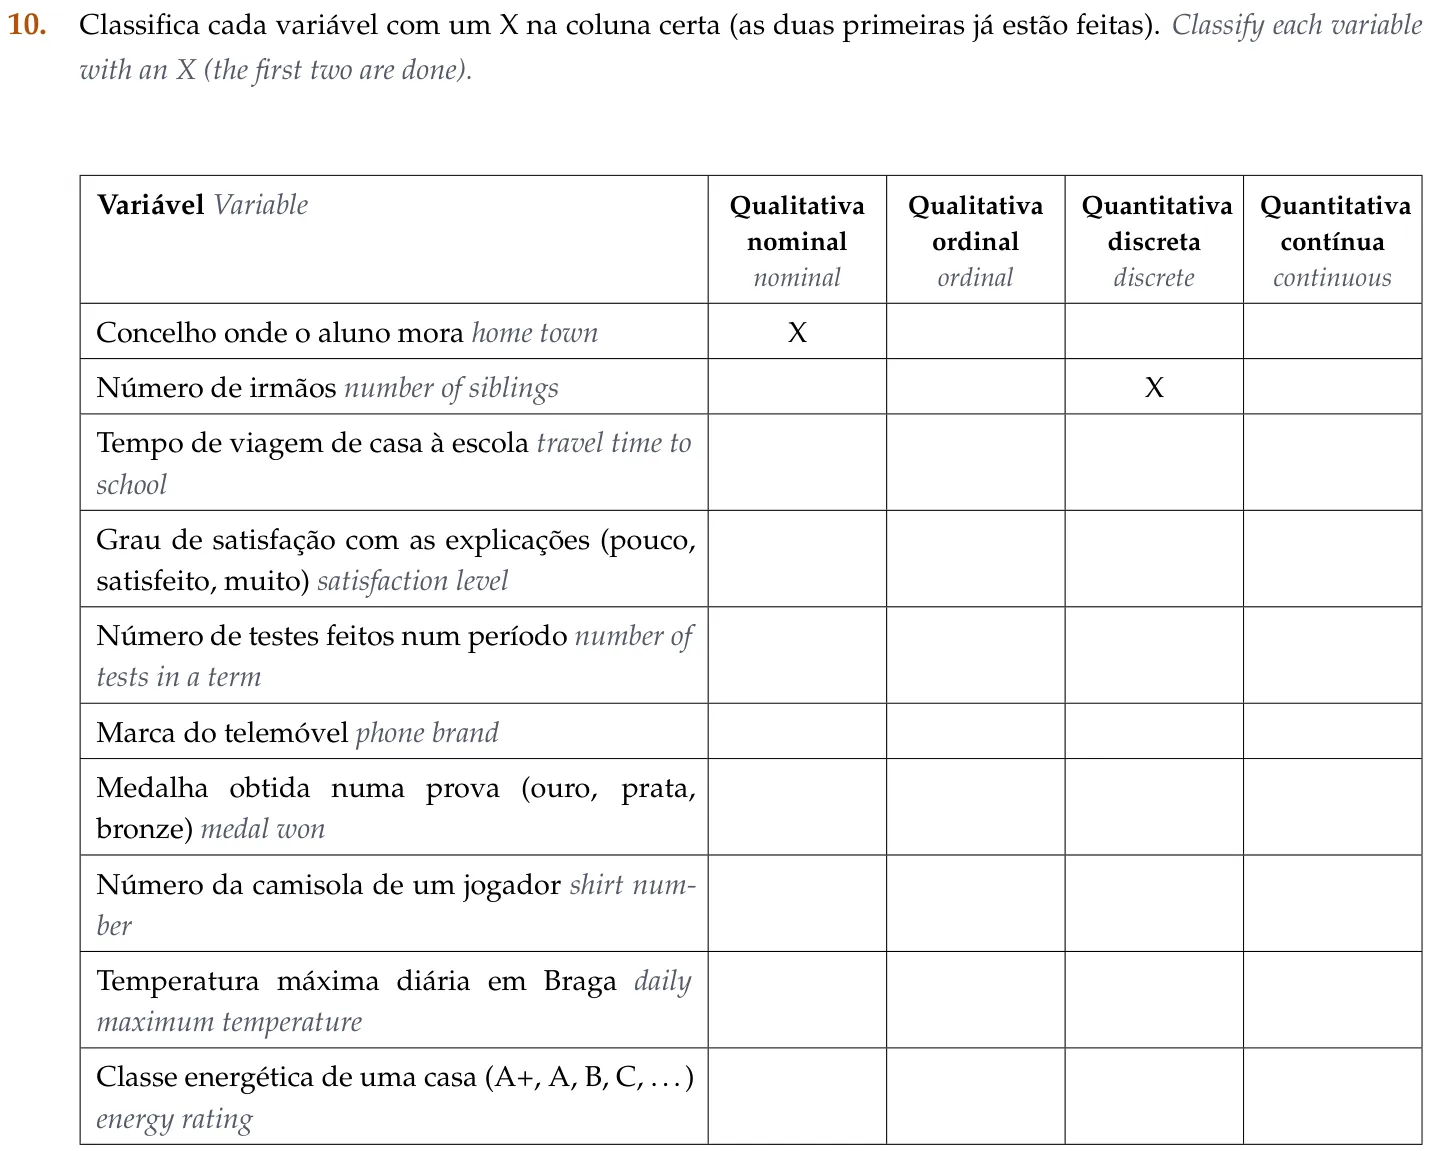 10. Classifica cada variável com um X na coluna certa (as duas primeiras já estão feitas). Classify each variable
with an X (the first two are done).
Variável Variable
Qualitativa
nominal
nominal
Qualitativa
ordinal
ordinal
Quantitativa
discreta
discrete
Quantitativa
contínua
continuous
Concelho onde o aluno mora home town
X
Número de irmãos number of siblings
X
Tempo de viagem de casa à escola travel time to
school
Grau de satisfação com as explicações (pouco,
satisfeito, muito) satisfaction level
Número de testes feitos num período number of
tests in a term
Marca do telemóvel phone brand
Medalha obtida numa prova (ouro, prata,
bronze) medal won
Número da camisola de um jogador shirt num-
ber
Temperatura máxima diária em Braga daily
maximum temperature
Classe energética de uma casa (A+, A, B, C, ...)
energy rating